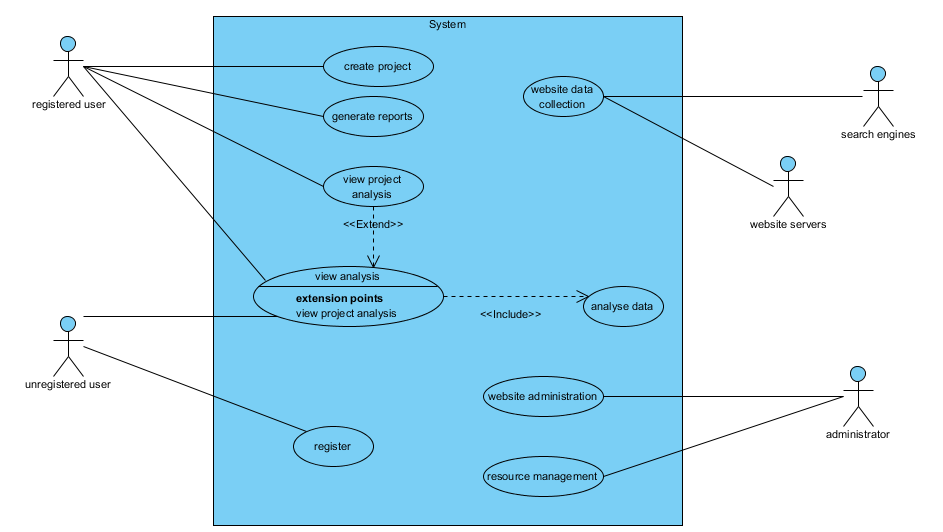 System
registered user
create project
generate reports
view project
analysis
<<Extend>>
view analysis
extension points
view project analysis
<<Include>>
analyse data
website data
collection
search engines
website servers
unregistered user
register
website administration
resource management
administrator